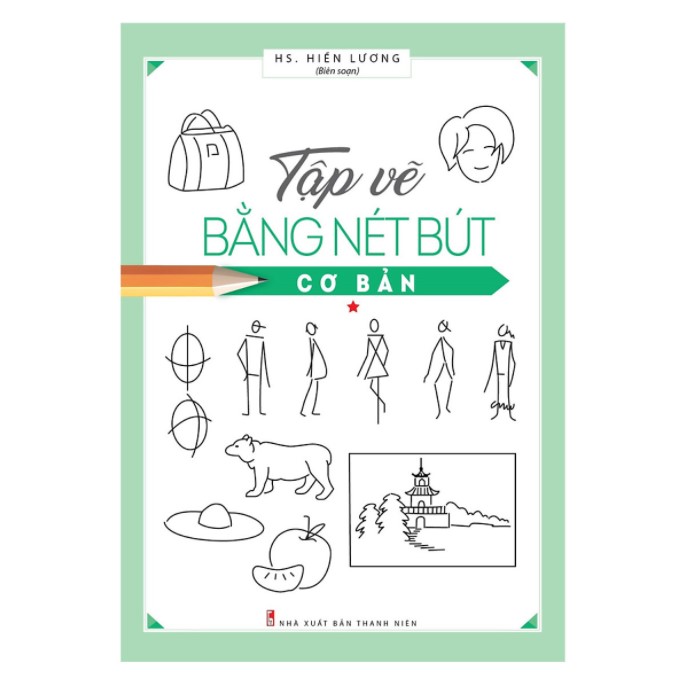 HS. HIỀN LƯƠNG
(Biên soạn)
Tập vẽ
BẰNG NÉT BÚT
CƠ BẢN
NHÀ XUẤT BẢN THANH NIÊN